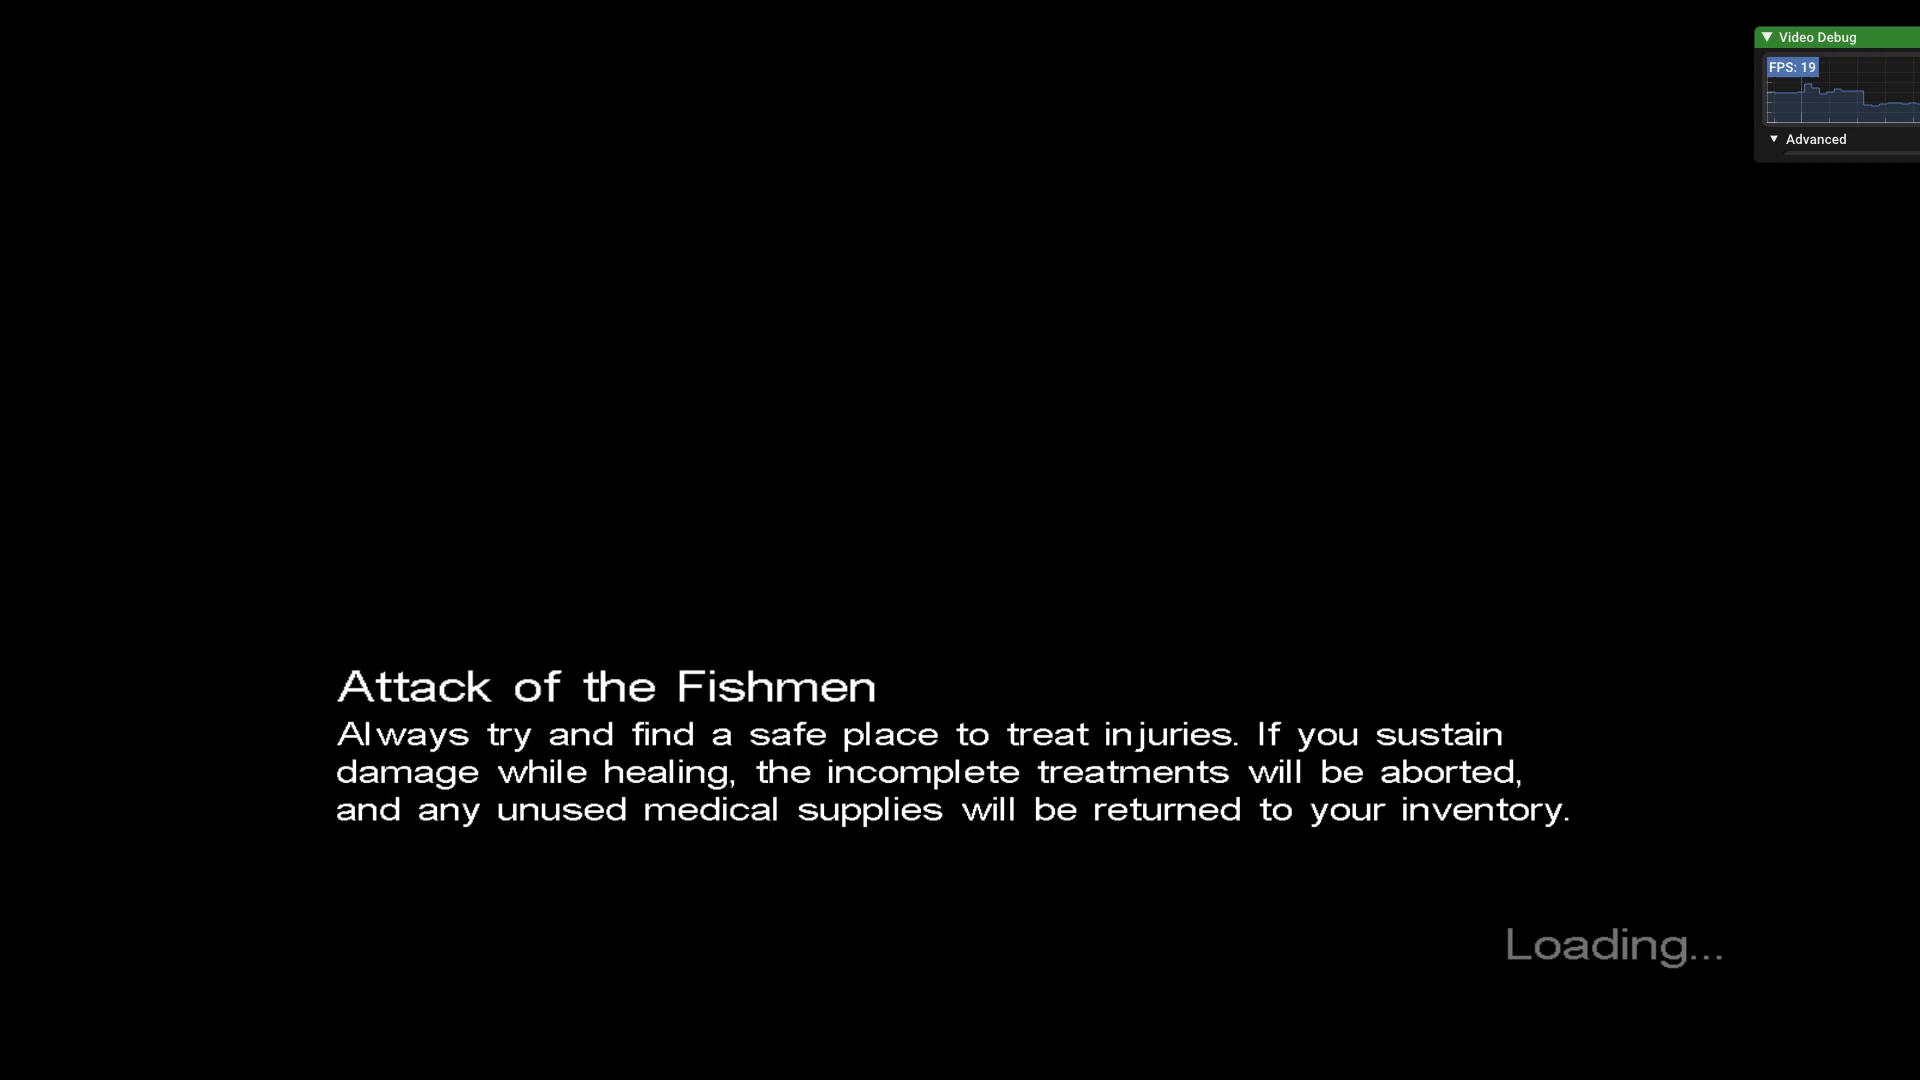 Video Debug
FPS: 19
Advanced
Attack of the Fishmen
Always try and find a safe place to treat injuries. If you sustain
damage while healing, the incomplete treatments will be aborted,
and any unused medical supplies will be returned to your inventory.
Loading...